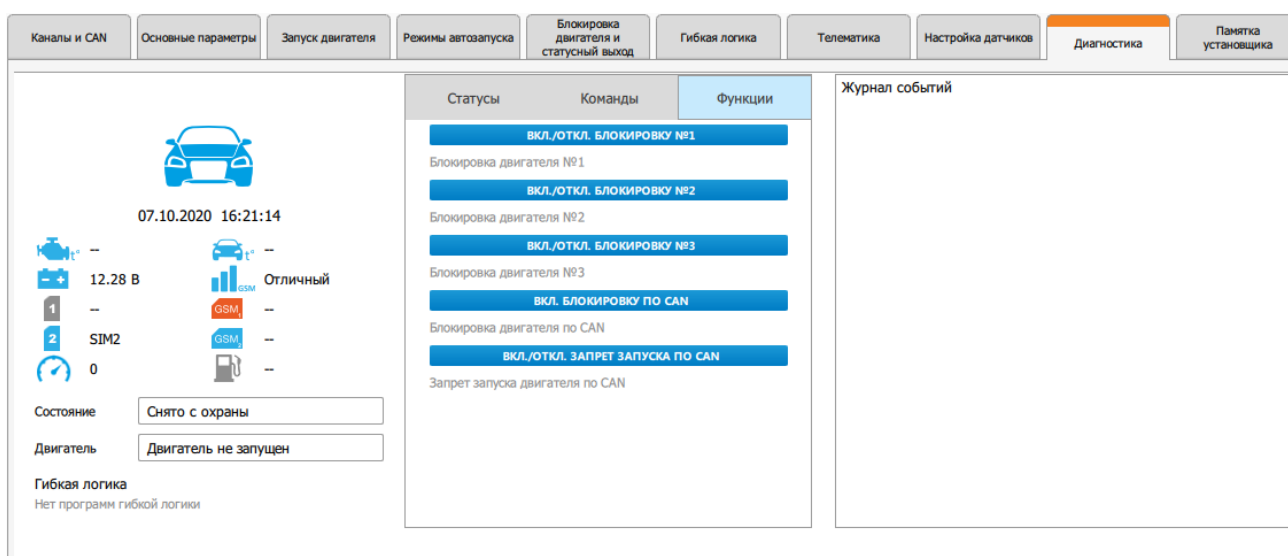 Каналы и CAN
Основные параметры
Запуск двигателя
Режимы автозапуска
Блокировка
двигателя и
статусный выход
Гибкая логика
Телематика
Настройка датчиков
Диагностика
Памятка
установщика
07.10.2020 16:21:14
t° --
t° --
12.28 В
GSM Отличный
1 --
GSM1 --
2 SIM2
GSM2 --
0
--
Состояние
Снято с охраны
Двигатель
Двигатель не запущен
Гибкая логика
Нет программ гибкой логики
Статусы
Команды
Функции
ВКЛ./ОТКЛ. БЛОКИРОВКУ №1
Блокировка двигателя №1
ВКЛ./ОТКЛ. БЛОКИРОВКУ №2
Блокировка двигателя №2
ВКЛ./ОТКЛ. БЛОКИРОВКУ №3
Блокировка двигателя №3
ВКЛ. БЛОКИРОВКУ ПО CAN
Блокировка двигателя по CAN
ВКЛ./ОТКЛ. ЗАПРЕТ ЗАПУСКА ПО CAN
Запрет запуска двигателя по CAN
Журнал событий